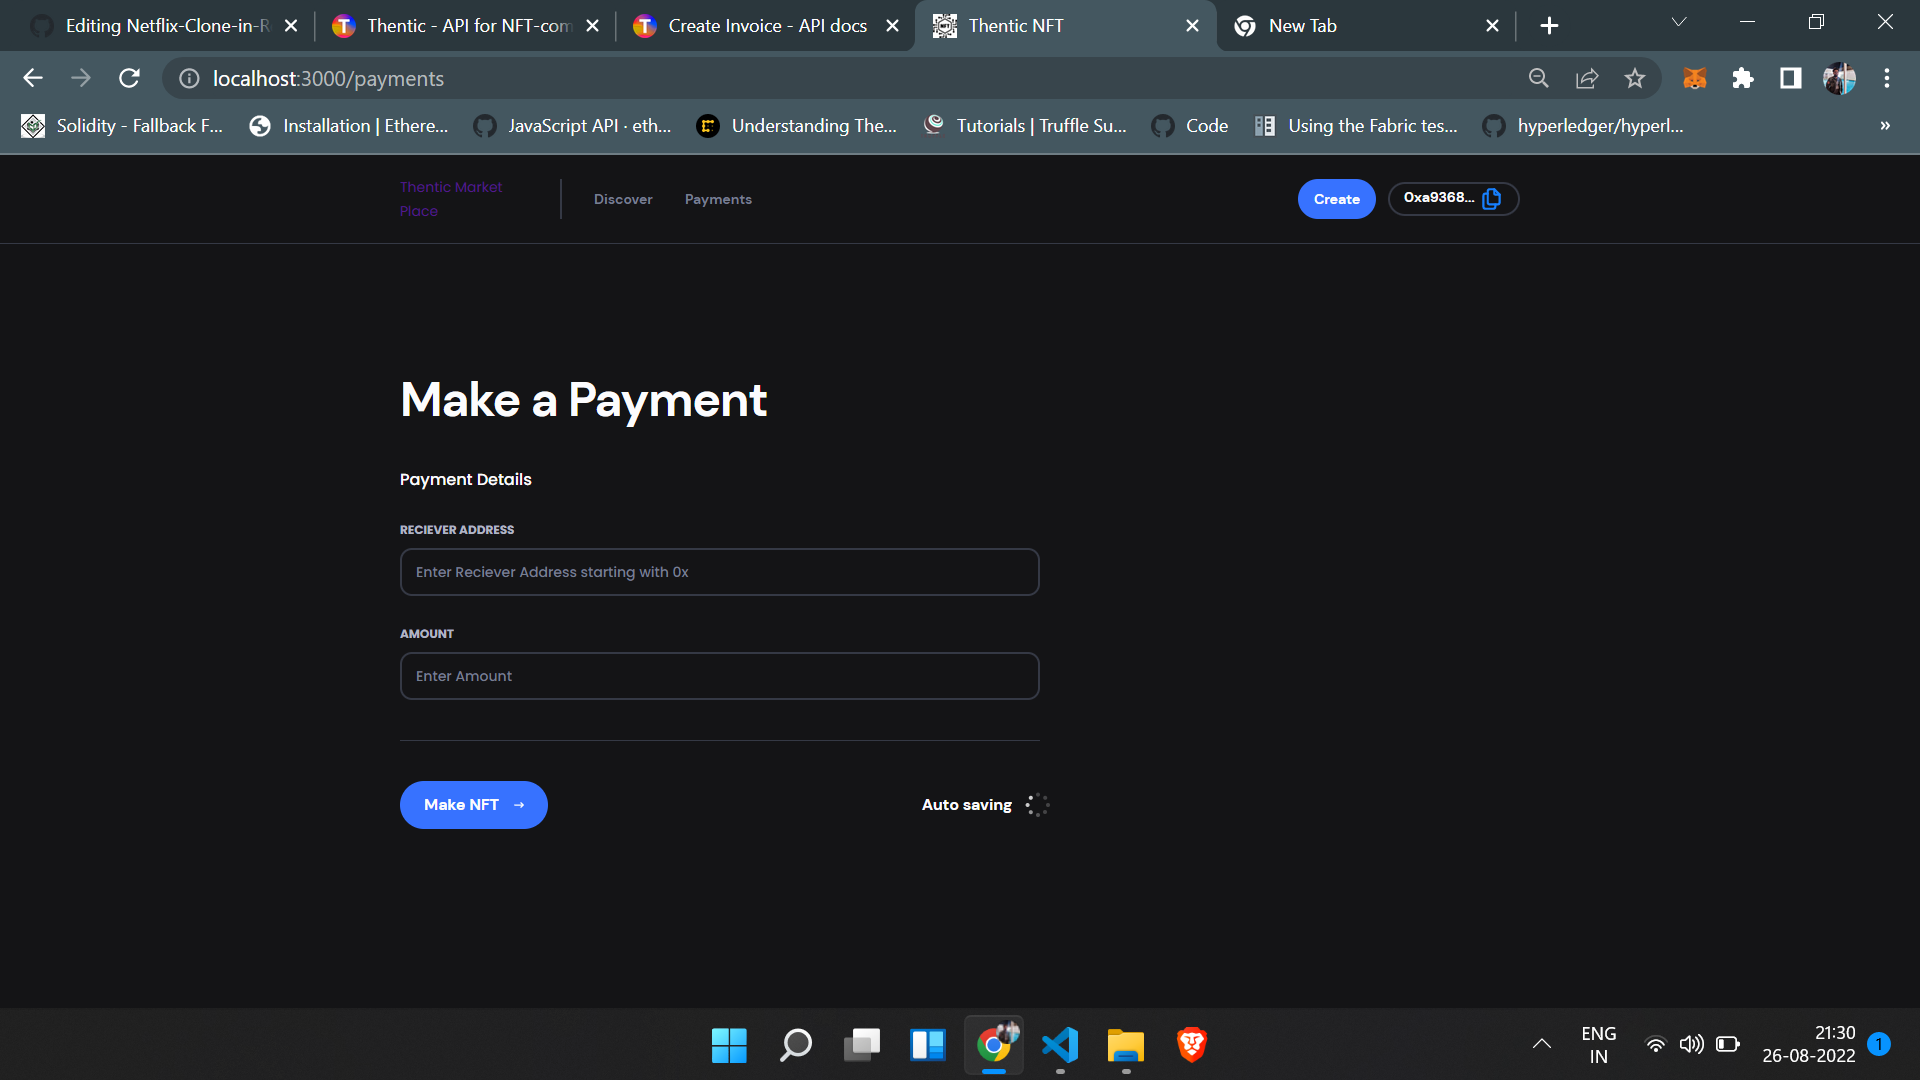 Editing Netflix-Clone-in-R
Thentic - API for NFT-com
Create Invoice - API docs
Thentic NFT
New Tab
localhost:3000/payments
Solidity - Fallback F...
Installation | Ethere...
JavaScript API · eth...
Understanding The...
Tutorials | Truffle Su...
Code
Using the Fabric tes...
hyperledger/hyperl...
»
Thentic Market
Place
Discover
Payments
Create
0xa9368...
Make a Payment
Payment Details
RECIEVER ADDRESS
Enter Reciever Address starting with 0x
AMOUNT
Enter Amount
Make NFT →
Auto saving
ENG
IN
21:30
26-08-2022
1